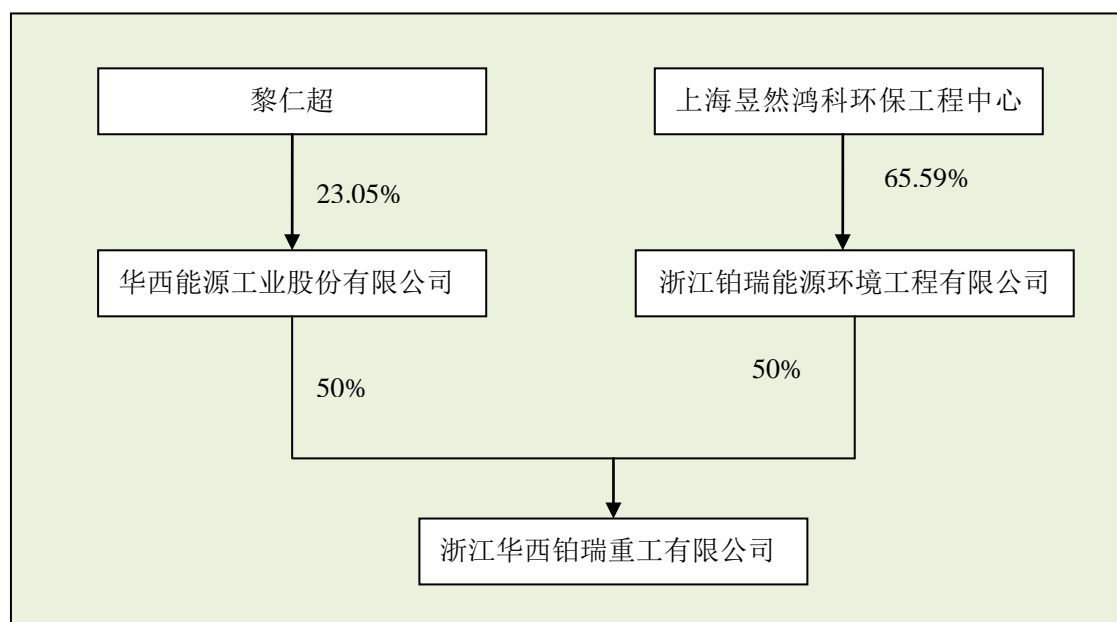 黎仁超
上海昱然鸿科环保工程中心
23.05%
65.59%
华西能源工业股份有限公司
浙江铂瑞能源环境工程有限公司
50%
50%
浙江华西铂瑞重工有限公司